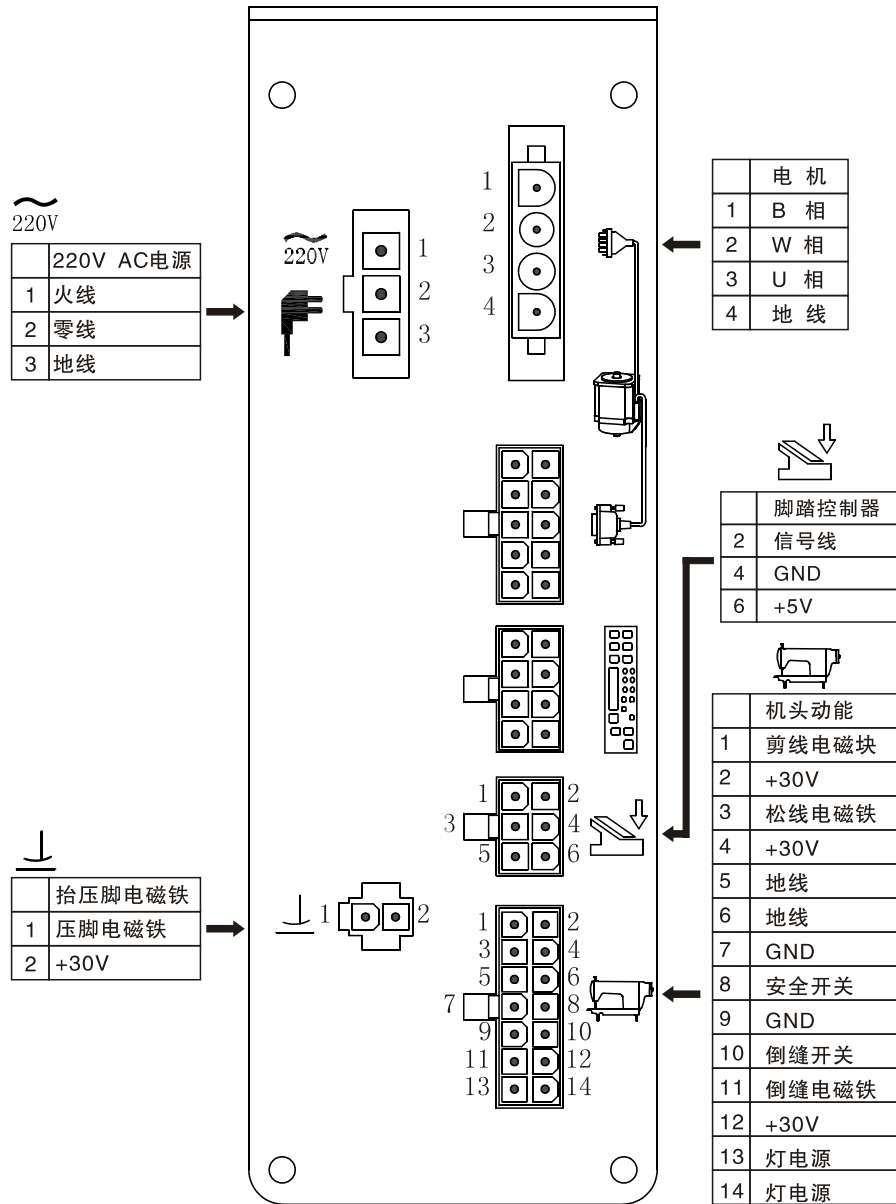 220V
220V AC电源
1 火线
2 零线
3 地线
220V
1
2
3
1
2
3
4
电 机
1 B 相
2 W 相
3 U 相
4 地 线
脚踏控制器
2 信号线
4 GND
6 +5V
1 2
3 4
5 6
抬压脚电磁铁
1 压脚电磁铁
2 +30V
1 2
1 2
3 4
5 6
7 8
9 10
11 12
13 14
机头动能
1 剪线电磁块
2 +30V
3 松线电磁铁
4 +30V
5 地线
6 地线
7 GND
8 安全开关
9 GND
10 倒缝开关
11 倒缝电磁铁
12 +30V
13 灯电源
14 灯电源